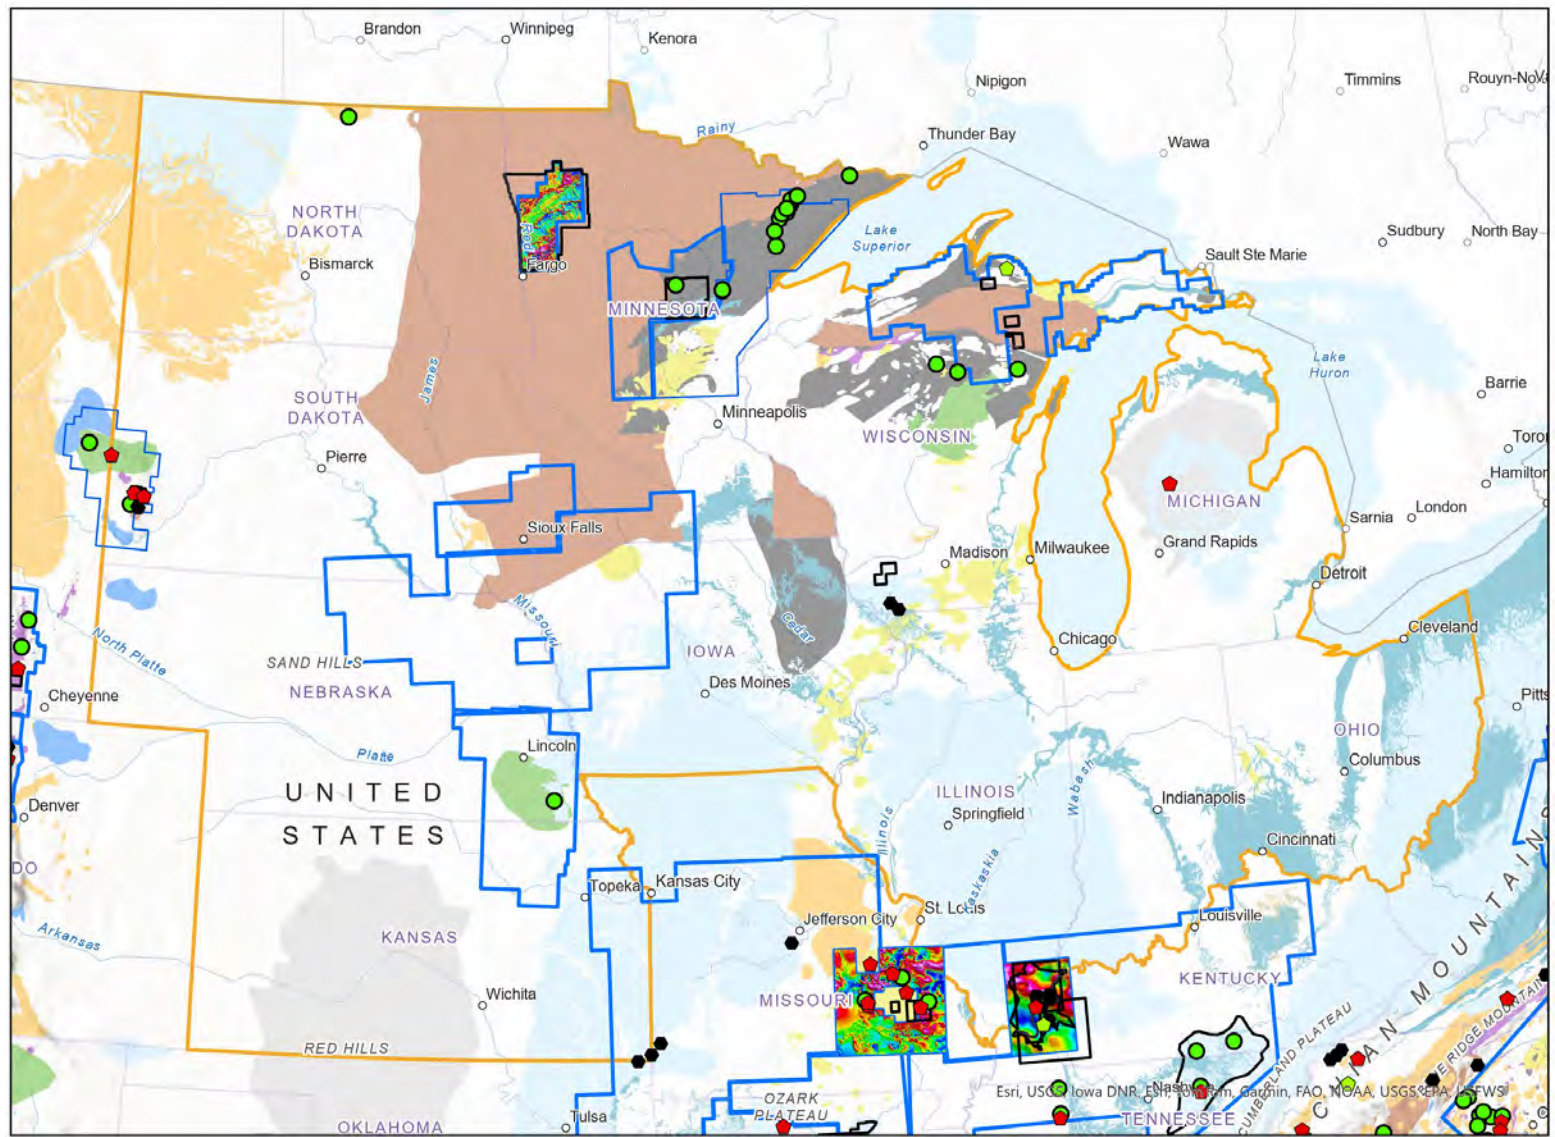 Brandon
Winnipeg
Kenora
Nipigon
Timmins
Rainy
Thunder Bay
Wawa
NORTH
DAKOTA
Red
Lake
Superior
Sudbury
North Bay
Bismarck
Fargo
Sault Ste Marie
MINNESOTA
James
Lake
Huron
SOUTH
DAKOTA
Barrie
Minneapolis
WISCONSIN
Pierre
Hamilton
MICHIGAN
London
Sarnia
Sioux Falls
Madison
Milwaukee
Grand Rapids
Detroit
Missouri
Cedar
North Platte
Cleveland
Chicago
IOWA
SAND HILLS
NEBRASKA
Des Moines
Cheyenne
OHIO
Platte
Lincoln
Columbus
Wabash
UNITED
STATES
ILLINOIS
Springfield
Indianapolis
Denver
Illinois
Cincinnati
DO
Kaskaskia
Topeka
Kansas City
St. Louis
Jefferson City
Louisville
Arkansas
KANSAS
KENTUCKY
Wichita
MISSOURI
RED HILLS
CUMBERLAND PLATEAU
OZARK
PLATEAU
Nashville
Tulsa
OKLAHOMA
TENNESSEE